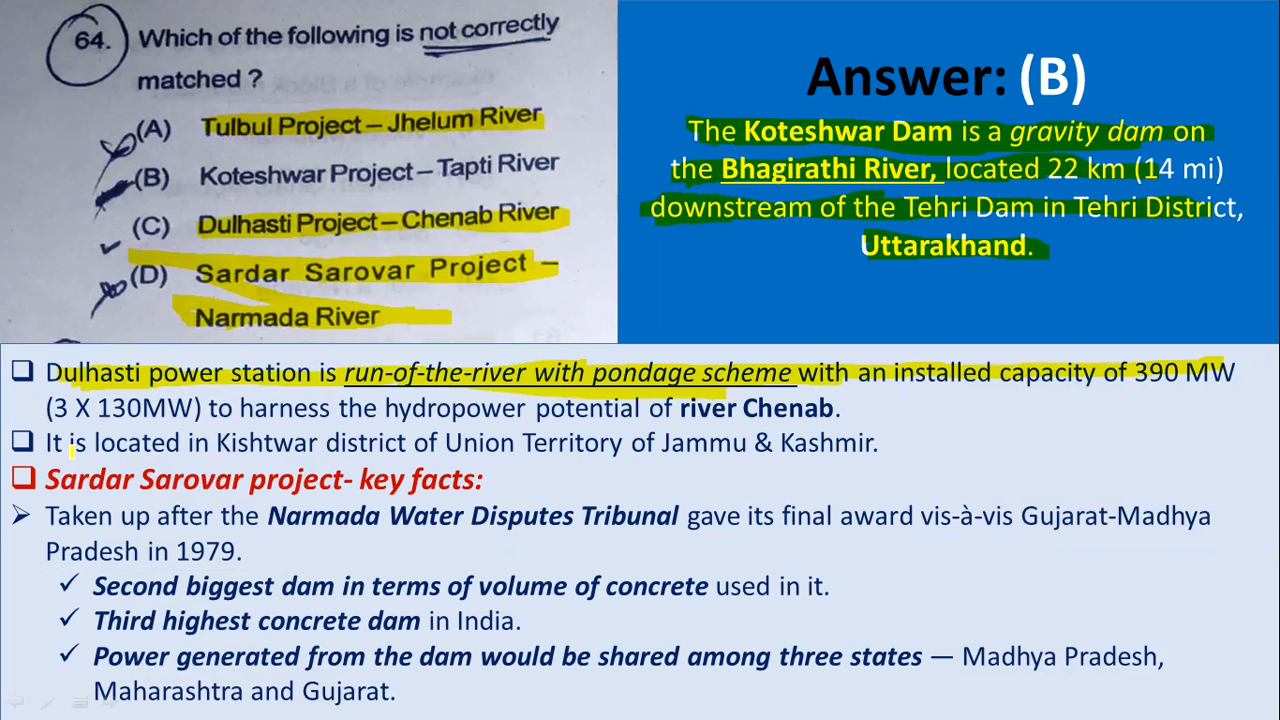 64. Which of the following is not correctly
matched ?
(A) Tulbul Project – Jhelum River
(B) Koteshwar Project – Tapti River
(C) Dulhasti Project – Chenab River
(D) Sardar Sarovar Project –
Narmada River
Answer: (B)
The Koteshwar Dam is a gravity dam on
the Bhagirathi River, located 22 km (14 mi)
downstream of the Tehri Dam in Tehri District,
Uttarakhand.
❑ Dulhasti power station is run-of-the-river with pondage scheme with an installed capacity of 390 MW
(3 X 130MW) to harness the hydropower potential of river Chenab.
❑ It is located in Kishtwar district of Union Territory of Jammu & Kashmir.
❑ Sardar Sarovar project- key facts:
➢ Taken up after the Narmada Water Disputes Tribunal gave its final award vis-à-vis Gujarat-Madhya
Pradesh in 1979.
✓ Second biggest dam in terms of volume of concrete used in it.
✓ Third highest concrete dam in India.
✓ Power generated from the dam would be shared among three states — Madhya Pradesh,
Maharashtra and Gujarat.